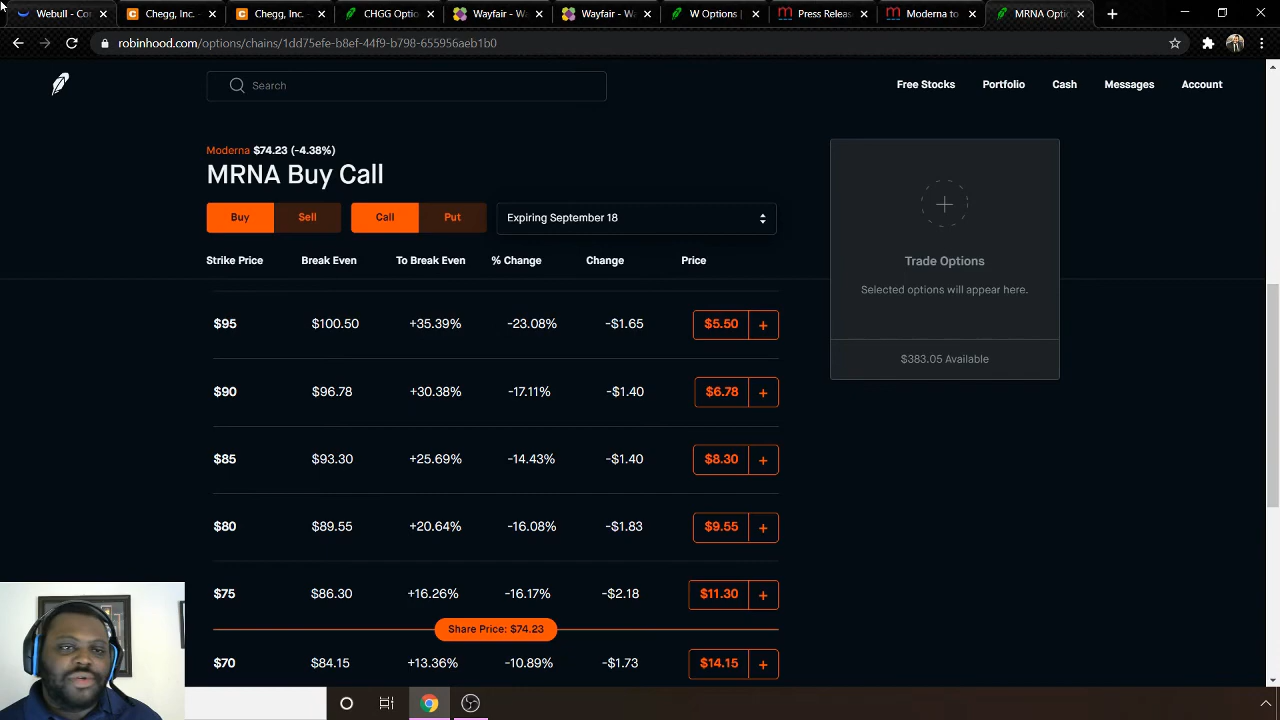 Webull - Co
Chegg, Inc.
Chegg, Inc.
CHGG Optio
Wayfair - Wa
Wayfair - We
W Options |
Press Releas
Moderna to
MRNA Optio
robinhood.com/options/chains/1dd75efe-b8ef-44f9-b798-655956aeb1b0
Search
Free Stocks Portfolio Cash Messages Account
Moderna $74.23 (-4.38%)
MRNA Buy Call
Buy Sell Call Put Expiring September 18
Strike Price Break Even To Break Even % Change Change Price
$95 $100.50 +35.39% -23.08% -$1.65 $5.50 +
$90 $96.78 +30.38% -17.11% -$1.40 $6.78 +
$85 $93.30 +25.69% -14.43% -$1.40 $8.30 +
$80 $89.55 +20.64% -16.08% -$1.83 $9.55 +
$75 $86.30 +16.26% -16.17% -$2.18 $11.30 +
Share Price: $74.23
$70 $84.15 +13.36% -10.89% -$1.73 $14.15 +
Trade Options
Selected options will appear here.
$383.05 Available